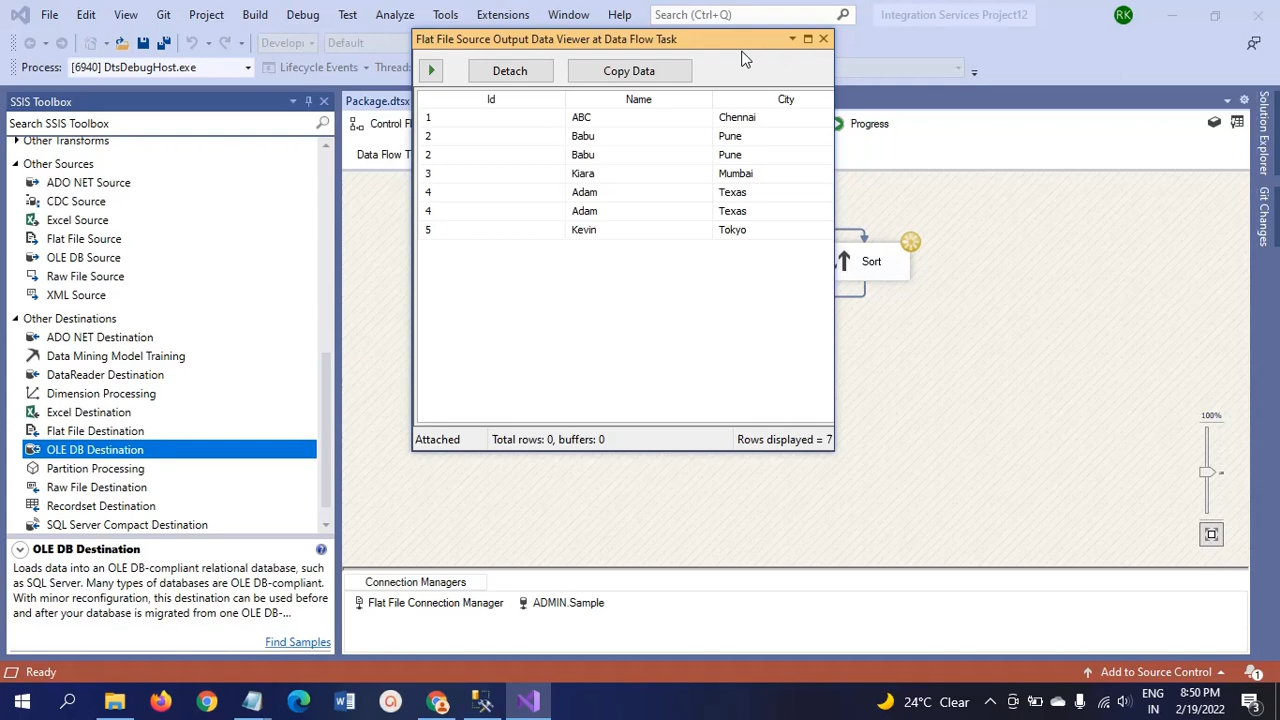 File Edit View Git Project Build Debug Test Analyze Tools Extensions Window Help Search (Ctrl+Q) Integration Services Project12 RK
Developi Default
Process: [6940] DtsDebugHost.exe Lifecycle Events Thread:
Flat File Source Output Data Viewer at Data Flow Task
Detach Copy Data
Id Name City
1 ABC Chennai
2 Babu Pune
2 Babu Pune
3 Kiara Mumbai
4 Adam Texas
4 Adam Texas
5 Kevin Tokyo
Attached Total rows: 0, buffers: 0 Rows displayed = 7
SSIS Toolbox
Search SSIS Toolbox
Other Transforms
Other Sources
ADO NET Source
CDC Source
Excel Source
Flat File Source
OLE DB Source
Raw File Source
XML Source
Other Destinations
ADO NET Destination
Data Mining Model Training
DataReader Destination
Dimension Processing
Excel Destination
Flat File Destination
OLE DB Destination
Partition Processing
Raw File Destination
Recordset Destination
SQL Server Compact Destination
OLE DB Destination
Loads data into an OLE DB-compliant relational database, such
as SQL Server. Many types of databases are OLE DB-compliant.
With minor reconfiguration, this destination can be used before
and after your database is migrated from one OLE DB-...
Find Samples
Package.dtsx
Control Fl
Progress
Data Flow T
Sort
100%
Connection Managers
Flat File Connection Manager ADMIN.Sample
Solution Explorer
Git Changes
Ready Add to Source Control 1
24°C Clear ENG IN 8:50 PM 2/19/2022 3